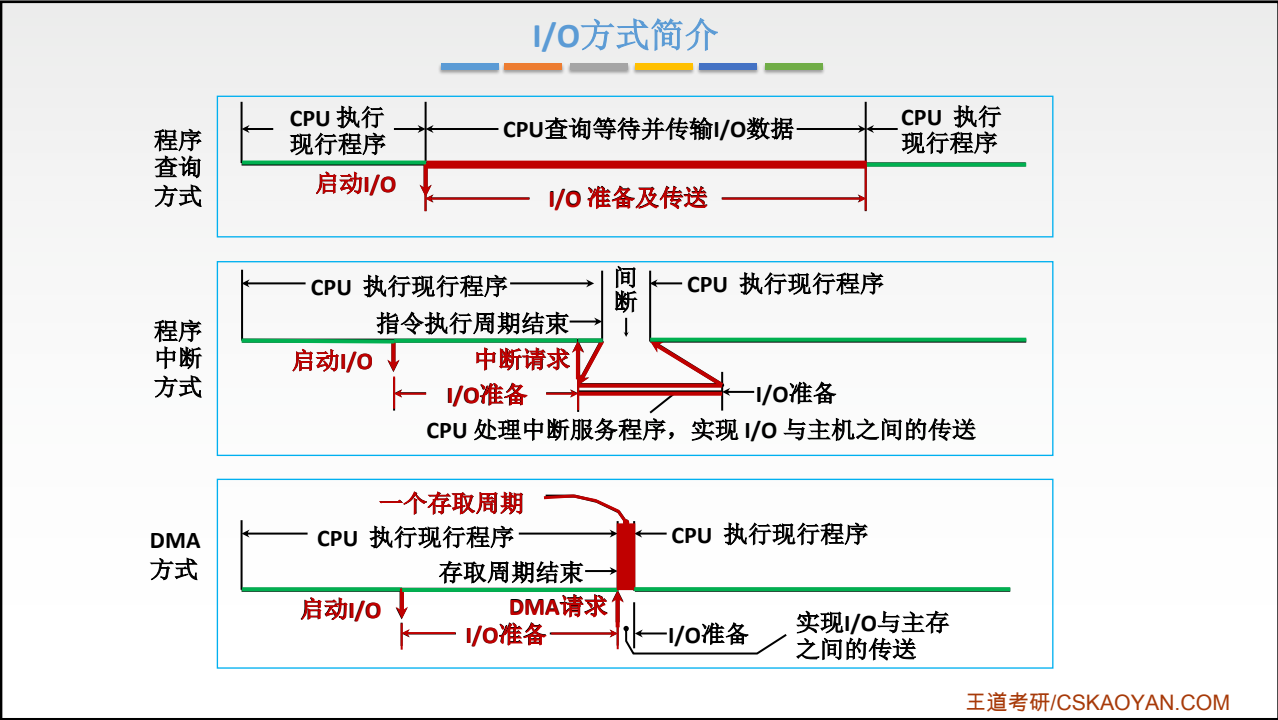 I/O方式简介
程序
查询
方式
CPU 执行
现行程序
CPU查询等待并传输I/O数据
CPU 执行
现行程序
启动I/O
I/O 准备及传送
程序
中断
方式
CPU 执行现行程序
间
断
CPU 执行现行程序
指令执行周期结束
启动I/O
中断请求
I/O准备
I/O准备
CPU 处理中断服务程序，实现 I/O 与主机之间的传送
DMA
方式
一个存取周期
CPU 执行现行程序
CPU 执行现行程序
存取周期结束
启动I/O
DMA请求
I/O准备
I/O准备
实现I/O与主存
之间的传送
王道考研/CSKAOYAN.COM